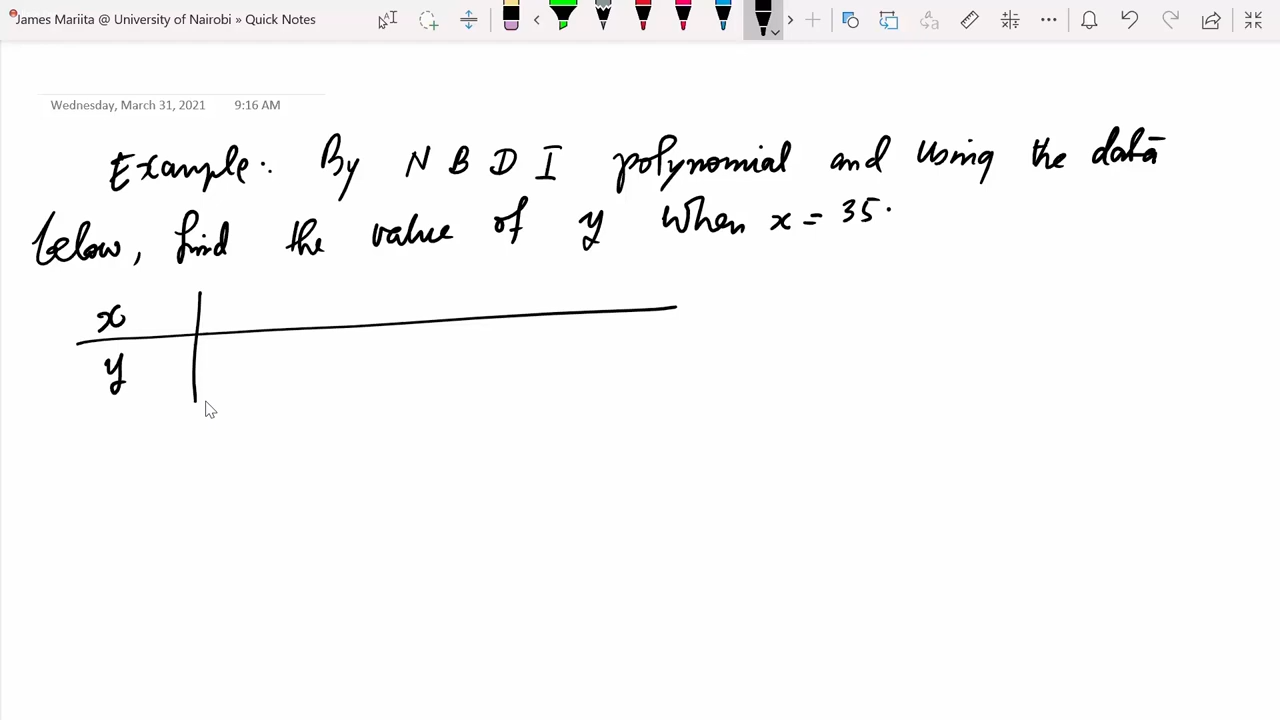 James Mariita @ University of Nairobi » Quick Notes
Wednesday, March 31, 2021 9:16 AM
Example: By N B D I polynomial and using the data
below, find the value of y when x = 35.
x
y